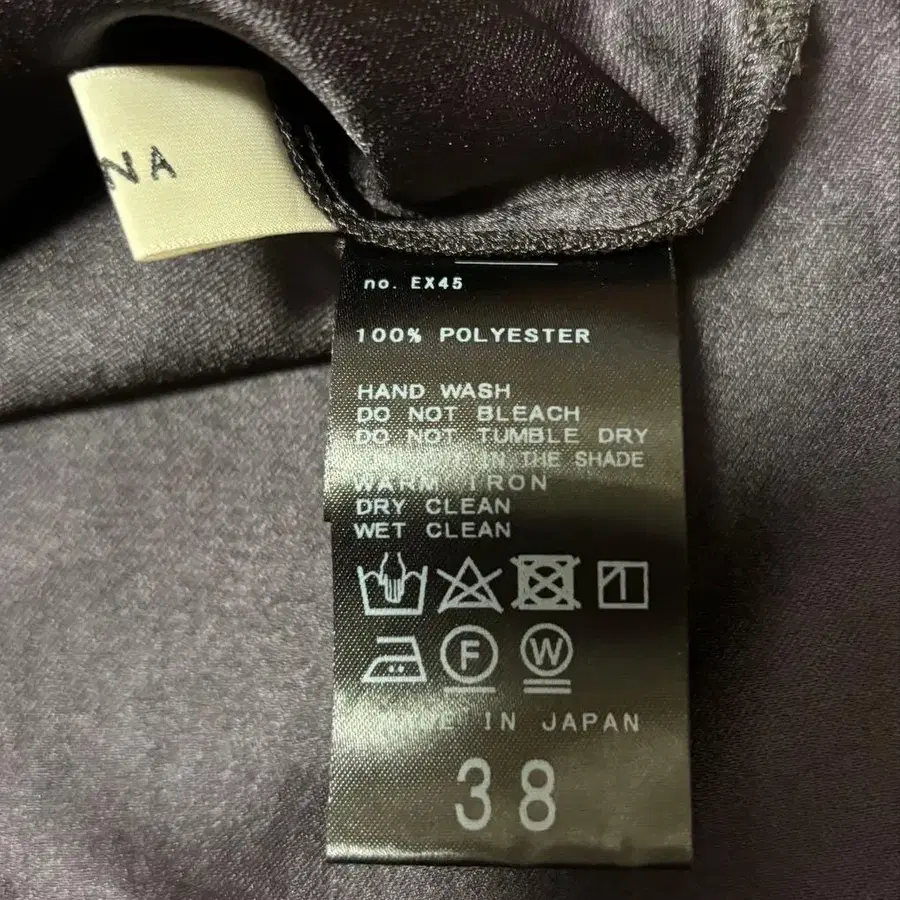 NA
no. EX45
100% POLYESTER
HAND WASH
DO NOT BLEACH
DO NOT TUMBLE DRY
IN THE SHADE
WARM IRON
DRY CLEAN
WET CLEAN
F
W
MADE IN JAPAN
38